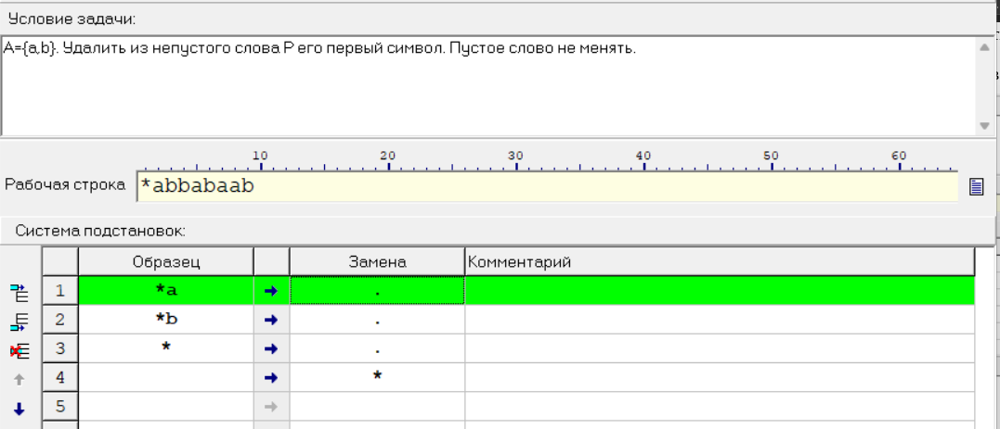 Условие задачи:
A={a,b}. Удалить из непустого слова P его первый символ. Пустое слово не менять.
10 20 30 40 50 60
Рабочая строка *abbabaab
Система подстановок:
Образец Замена Комментарий
1 *a → .
2 *b → .
3 * → .
4 → *
5 →